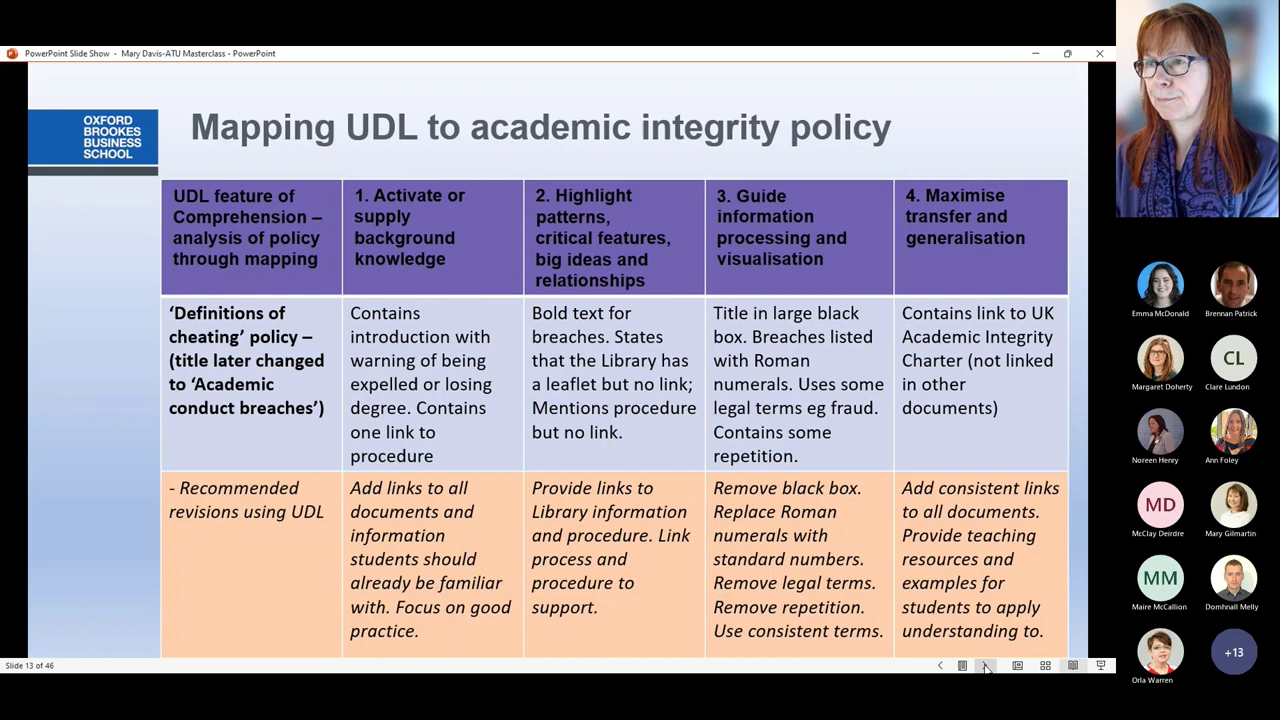 PowerPoint Slide Show - Mary Davis-ATU Masterclass - PowerPoint
OXFORD
BROOKES
BUSINESS
SCHOOL
Mapping UDL to academic integrity policy
UDL feature of
Comprehension –
analysis of policy
through mapping
1. Activate or
supply
background
knowledge
2. Highlight
patterns,
critical features,
big ideas and
relationships
3. Guide
information
processing and
visualisation
4. Maximise
transfer and
generalisation
‘Definitions of
cheating’ policy –
(title later changed
to ‘Academic
conduct breaches’)
Contains
introduction with
warning of being
expelled or losing
degree. Contains
one link to
procedure
Bold text for
breaches. States
that the Library has
a leaflet but no link;
Mentions procedure
but no link.
Title in large black
box. Breaches listed
with Roman
numerals. Uses some
legal terms eg fraud.
Contains some
repetition.
Contains link to UK
Academic Integrity
Charter (not linked
in other
documents)
- Recommended
revisions using UDL
Add links to all
documents and
information
students should
already be familiar
with. Focus on good
practice.
Provide links to
Library information
and procedure. Link
process and
procedure to
support.
Remove black box.
Replace Roman
numerals with
standard numbers.
Remove legal terms.
Remove repetition.
Use consistent terms.
Add consistent links
to all documents.
Provide teaching
resources and
examples for
students to apply
understanding to.
Slide 13 of 46
Emma McDonald
Brennan Patrick
CL
Margaret Doherty
Clare Lundon
Noreen Henry
Ann Foley
MD
McClay Deirdre
Mary Gilmartin
MM
Maire McCallion
Domhnall Melly
Orla Warren
+13